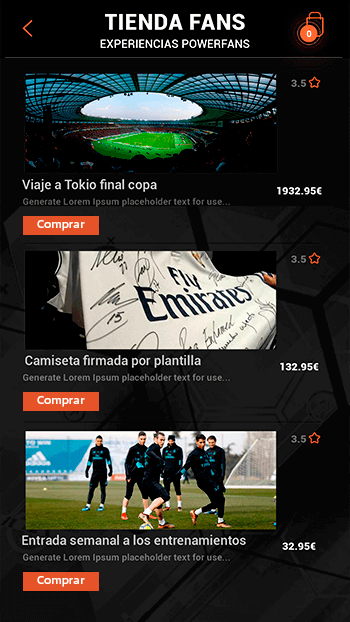 TIENDA FANS
0
EXPERIENCIAS POWERFANS
3.5
Viaje a Tokio final copa
1932.95€
Generate Lorem Ipsum placeholder text for use...
Comprar
3.5
Fly
Emirates
15
Camiseta firmada por plantilla
132.95€
Generate Lorem Ipsum placeholder text for use...
Comprar
3.5
adidas
Entrada semanal a los entrenamientos
32.95€
Generate Lorem Ipsum placeholder text for use...
Comprar